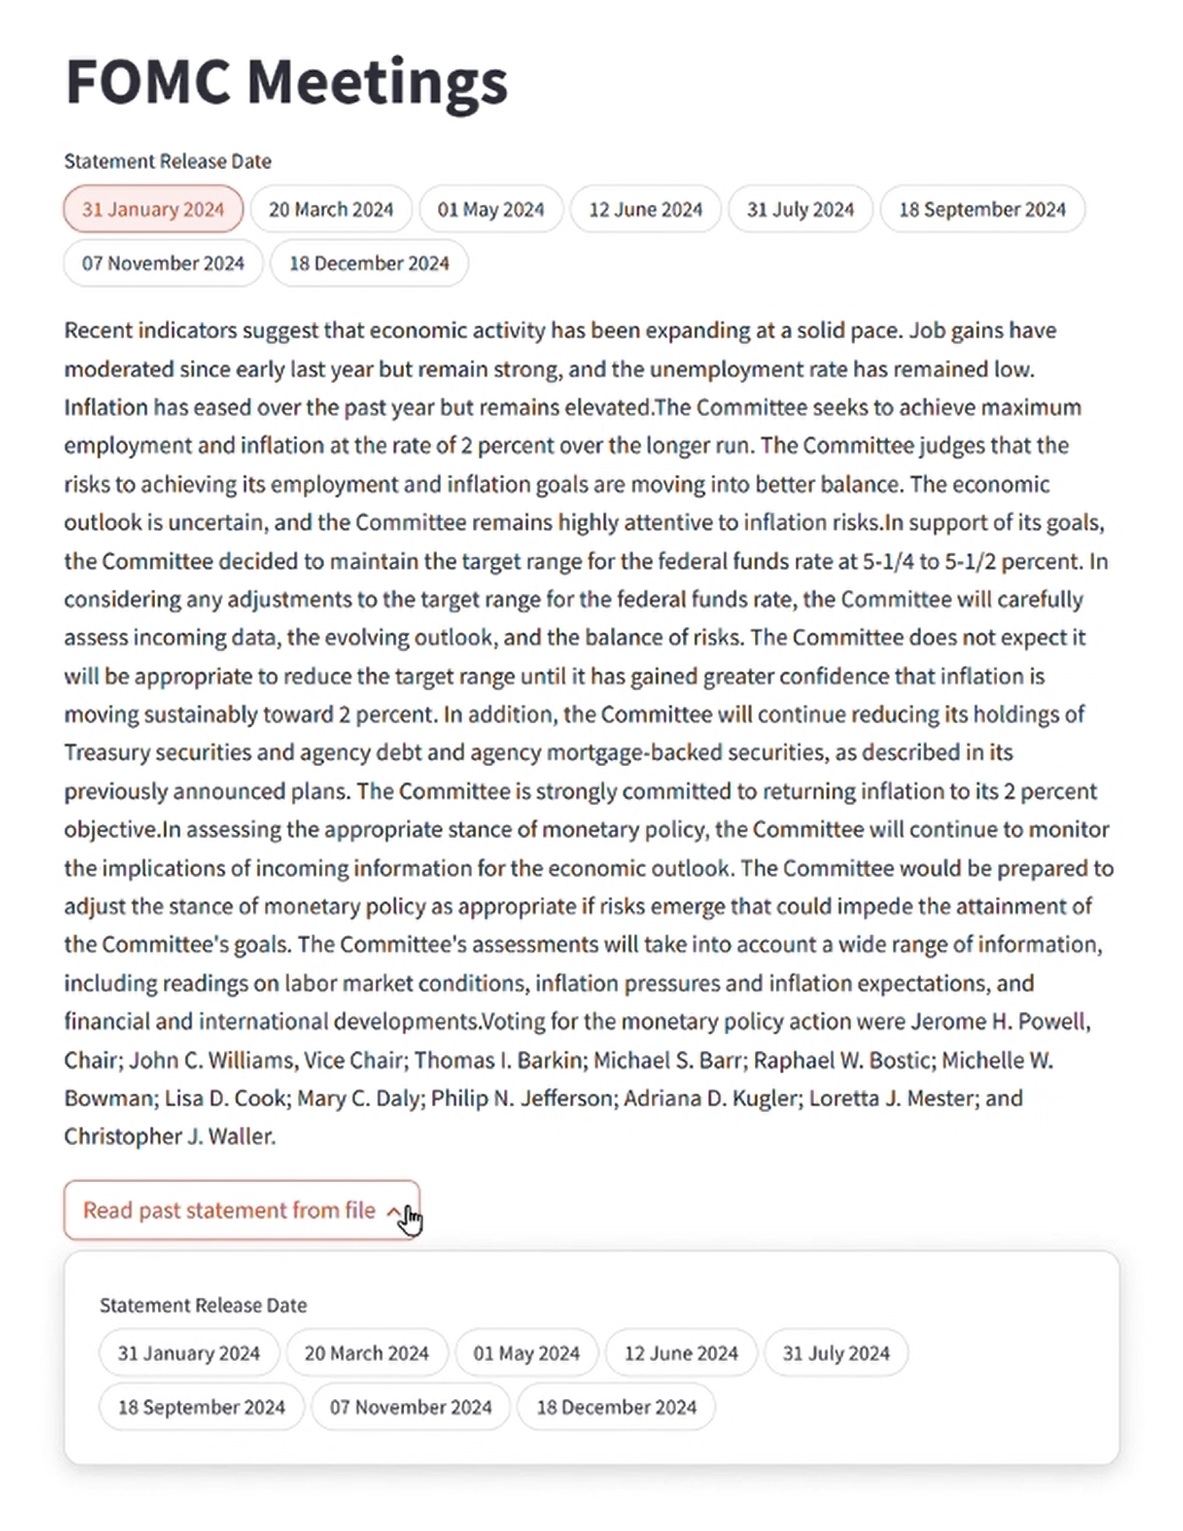 FOMC Meetings
Statement Release Date
31 January 2024 20 March 2024 01 May 2024 12 June 2024 31 July 2024 18 September 2024
07 November 2024 18 December 2024
Recent indicators suggest that economic activity has been expanding at a solid pace. Job gains have
moderated since early last year but remain strong, and the unemployment rate has remained low.
Inflation has eased over the past year but remains elevated.The Committee seeks to achieve maximum
employment and inflation at the rate of 2 percent over the longer run. The Committee judges that the
risks to achieving its employment and inflation goals are moving into better balance. The economic
outlook is uncertain, and the Committee remains highly attentive to inflation risks.In support of its goals,
the Committee decided to maintain the target range for the federal funds rate at 5-1/4 to 5-1/2 percent. In
considering any adjustments to the target range for the federal funds rate, the Committee will carefully
assess incoming data, the evolving outlook, and the balance of risks. The Committee does not expect it
will be appropriate to reduce the target range until it has gained greater confidence that inflation is
moving sustainably toward 2 percent. In addition, the Committee will continue reducing its holdings of
Treasury securities and agency debt and agency mortgage-backed securities, as described in its
previously announced plans. The Committee is strongly committed to returning inflation to its 2 percent
objective.In assessing the appropriate stance of monetary policy, the Committee will continue to monitor
the implications of incoming information for the economic outlook. The Committee would be prepared to
adjust the stance of monetary policy as appropriate if risks emerge that could impede the attainment of
the Committee's goals. The Committee's assessments will take into account a wide range of information,
including readings on labor market conditions, inflation pressures and inflation expectations, and
financial and international developments.Voting for the monetary policy action were Jerome H. Powell,
Chair; John C. Williams, Vice Chair; Thomas I. Barkin; Michael S. Barr; Raphael W. Bostic; Michelle W.
Bowman; Lisa D. Cook; Mary C. Daly; Philip N. Jefferson; Adriana D. Kugler; Loretta J. Mester; and
Christopher J. Waller.
Read past statement from file
Statement Release Date
31 January 2024 20 March 2024 01 May 2024 12 June 2024 31 July 2024
18 September 2024 07 November 2024 18 December 2024